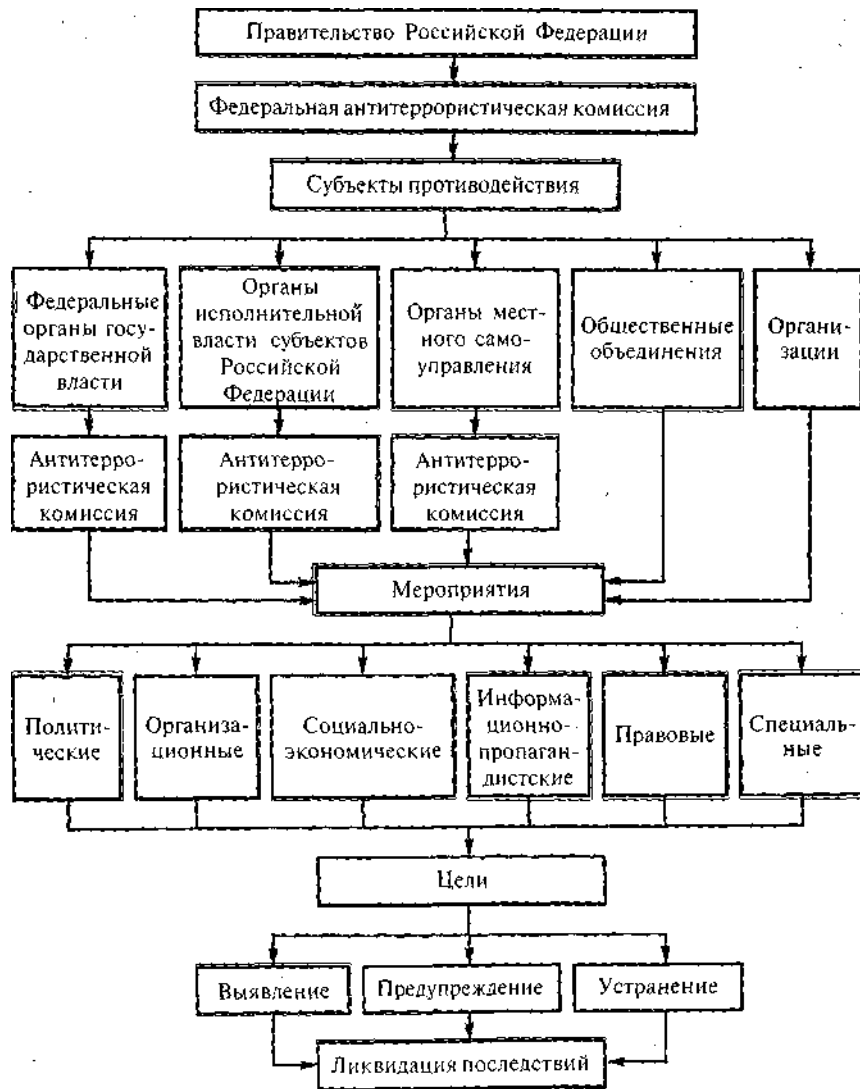 Правительство Российской Федерации
Федеральная антитеррористическая комиссия
Субъекты противодействия
Федеральные
органы госу-
дарственной
власти
Органы
исполнительной
власти субъектов
Российской
Федерации
Органы мест-
ного само-
управления
Общественные
объединения
Органи-
зации
Антитерро-
ристическая
комиссия
Антитерро-
ристическая
комиссия
Антитерро-
ристическая
комиссия
Мероприятия
Полити-
ческие
Организа-
ционные
Социально-
экономические
Информа-
ционно-
пропаган-
дистские
Правовые
Специаль-
ные
Цели
Выявление
Предупреждение
Устранение
Ликвидация последствий